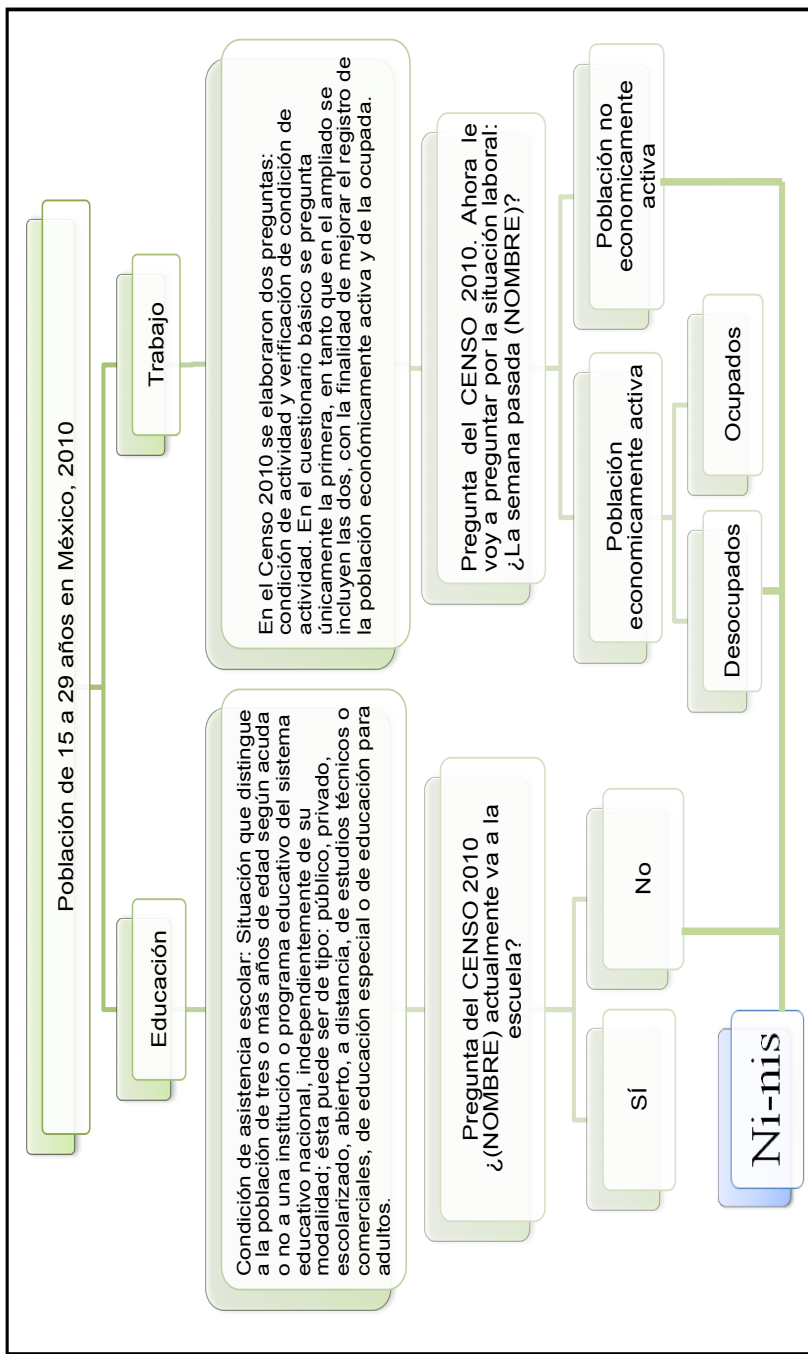 Población de 15 a 29 años en México, 2010
Educación
Condición de asistencia escolar: Situación que distingue
a la población de tres o más años de edad según acuda
o no a una institución o programa educativo del sistema
educativo nacional, independientemente de su
modalidad; ésta puede ser de tipo: público, privado,
escolarizado, abierto, a distancia, de estudios técnicos o
comerciales, de educación especial o de educación para
adultos.
Pregunta del CENSO 2010
¿(NOMBRE) actualmente va a la
escuela?
SÍ
No
Trabajo
En el Censo 2010 se elaboraron dos preguntas:
condición de actividad y verificación de condición de
actividad. En el cuestionario básico se pregunta
únicamente la primera, en tanto que en el ampliado se
incluyen las dos, con la finalidad de mejorar el registro de
la población económicamente activa y de la ocupada.
Pregunta del CENSO 2010. Ahora le
voy a preguntar por la situación laboral:
¿La semana pasada (NOMBRE)?
Población
economicamente activa
Población no
economicamente
activa
Desocupados
Ocupados
Ni-nis